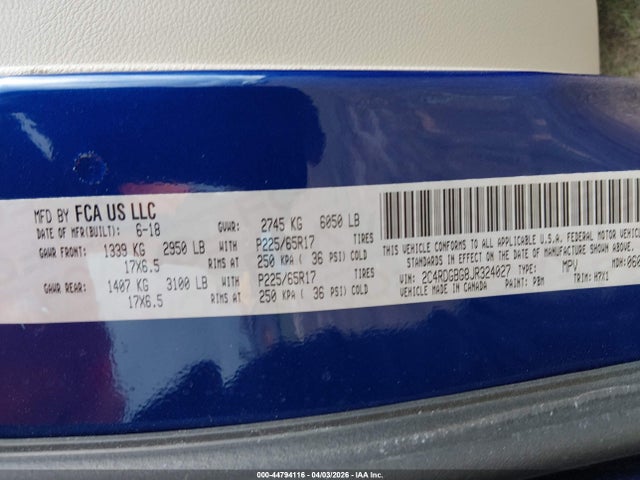 MFD BY FCA US LLC
DATE OF MFR(BUILT): 6-18 GVWR: 2745 KG 6050 LB
GAWR FRONT: 1339 KG 2950 LB WITH P225/65R17 TIRES
17X6.5 RIMS AT 250 KPA ( 36 PSI) COLD
GAWR REAR: 1407 KG 3100 LB WITH P225/65R17 TIRES
17X6.5 RIMS AT 250 KPA ( 36 PSI) COLD
THIS VEHICLE CONFORMS TO ALL APPLICABLE U.S.A. FEDERAL MOTOR VEHICLE
STANDARDS IN EFFECT ON THE DATE OF MANUFACTURE SHOWN ABOVE
VIN: 2C4RDGBG0JR324027 TYPE: MPV MDH:060
VEHICLE MADE IN CANADA PAINT: PBM TRIM: H7X1
000-44794116 - 04/03/2026 - IAA Inc.